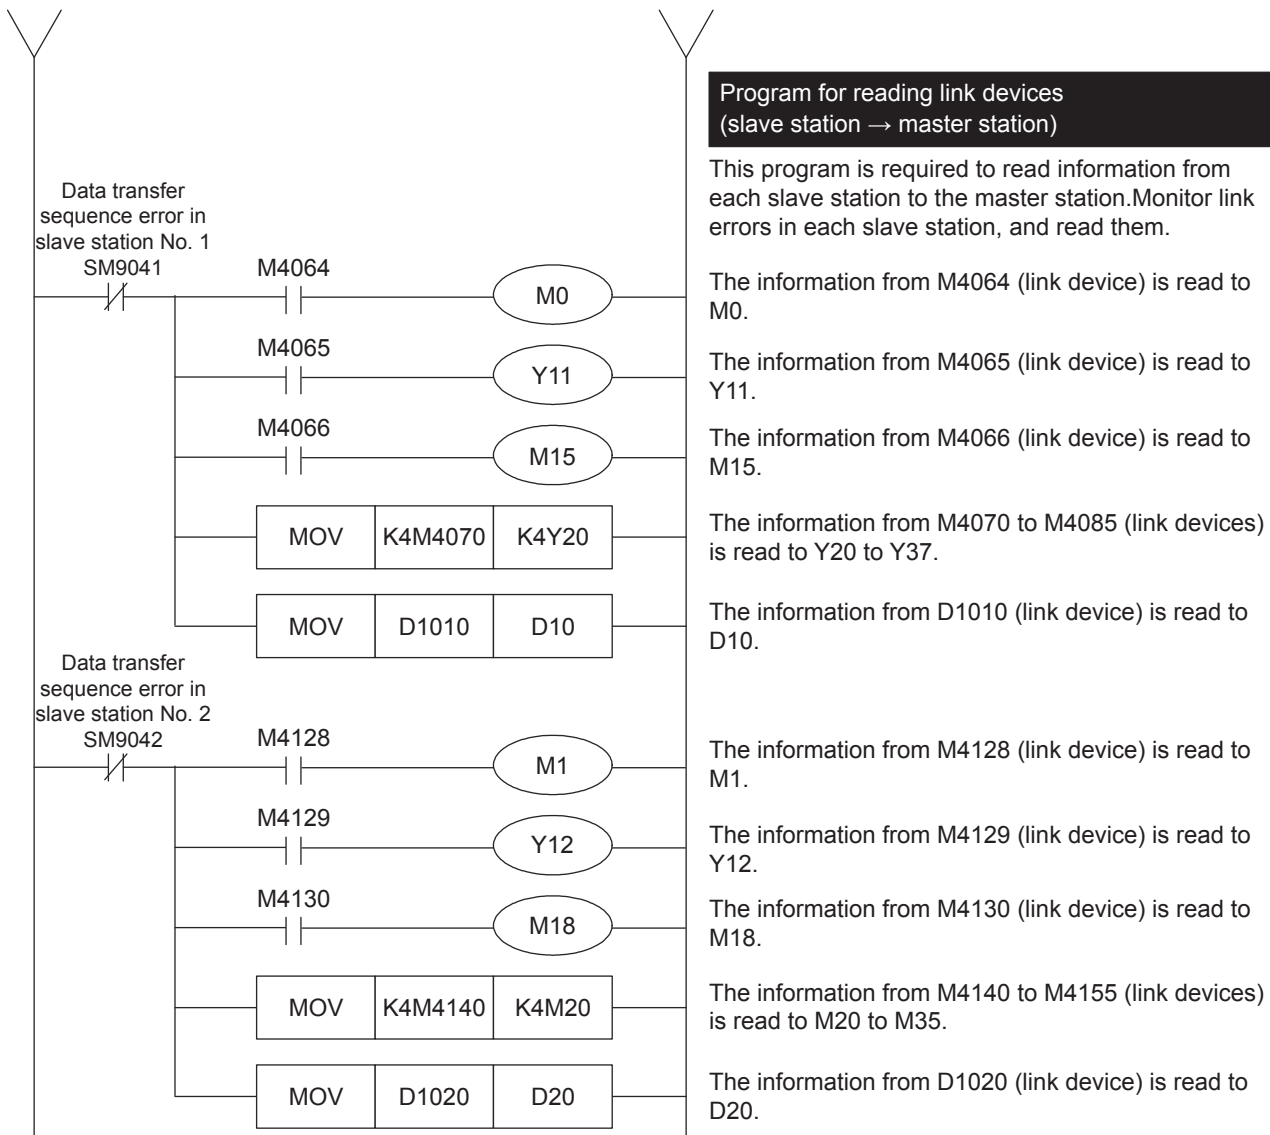 Program for reading link devices
(slave station → master station)
This program is required to read information from
each slave station to the master station.Monitor link
errors in each slave station, and read them.
Data transfer
sequence error in
slave station No. 1
SM9041
M4064
M0
The information from M4064 (link device) is read to
M0.
M4065
Y11
The information from M4065 (link device) is read to
Y11.
M4066
M15
The information from M4066 (link device) is read to
M15.
MOV K4M4070 K4Y20
The information from M4070 to M4085 (link devices)
is read to Y20 to Y37.
MOV D1010 D10
The information from D1010 (link device) is read to
D10.
Data transfer
sequence error in
slave station No. 2
SM9042
M4128
M1
The information from M4128 (link device) is read to
M1.
M4129
Y12
The information from M4129 (link device) is read to
Y12.
M4130
M18
The information from M4130 (link device) is read to
M18.
MOV K4M4140 K4M20
The information from M4140 to M4155 (link devices)
is read to M20 to M35.
MOV D1020 D20
The information from D1020 (link device) is read to
D20.